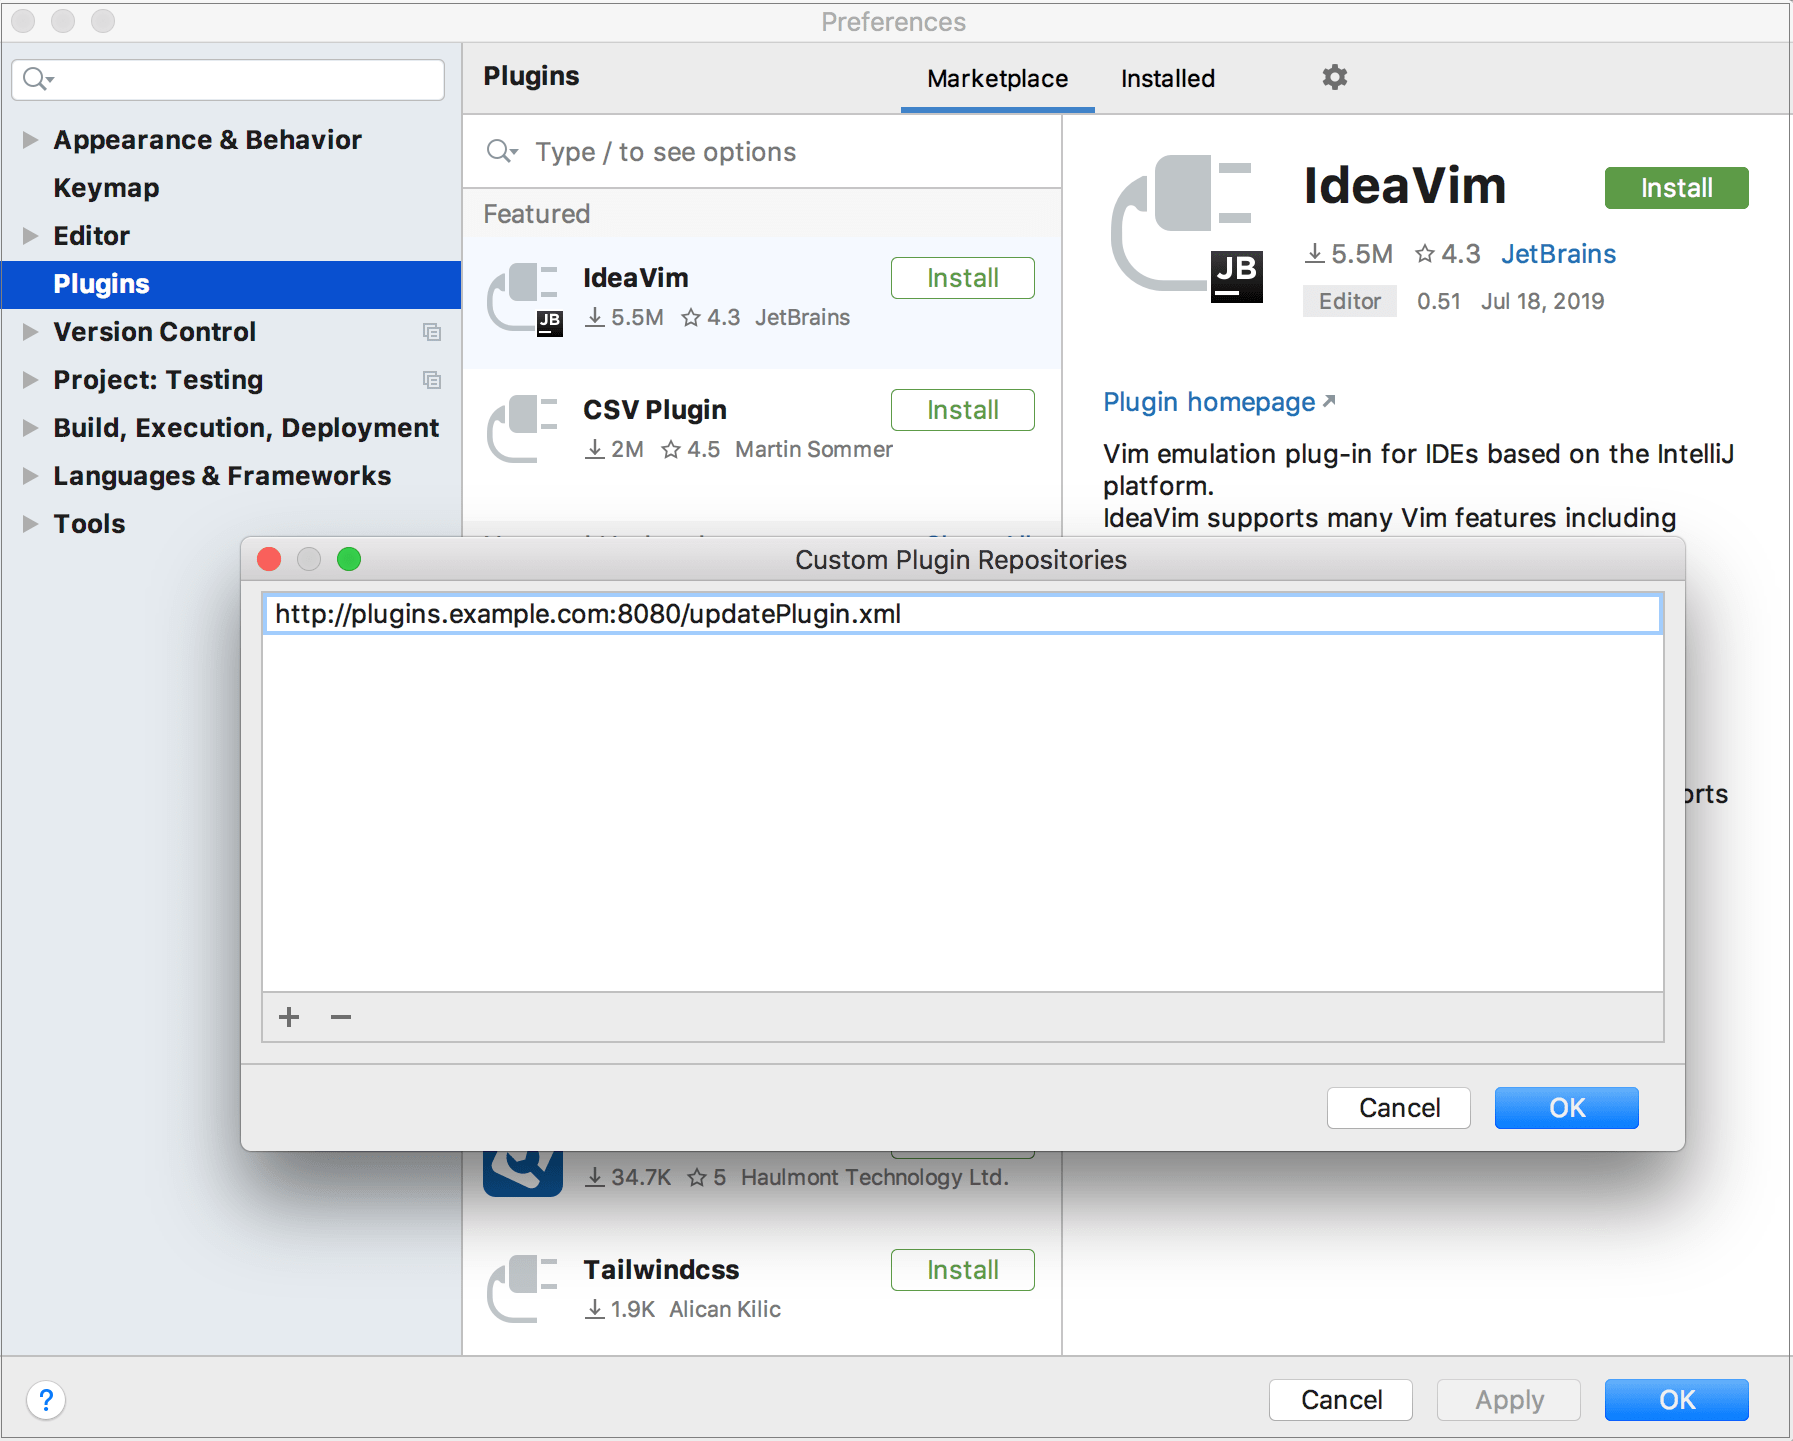 Preferences
Plugins
Marketplace
Installed
Appearance & Behavior
Keymap
Editor
Plugins
Version Control
Project: Testing
Build, Execution, Deployment
Languages & Frameworks
Tools
Type / to see options
Featured
IdeaVim
Install
5.5M 4.3 JetBrains
JB
CSV Plugin
Install
2M 4.5 Martin Sommer
IdeaVim
Install
5.5M 4.3 JetBrains
JB
Editor 0.51 Jul 18, 2019
Plugin homepage
Vim emulation plug-in for IDEs based on the IntelliJ
platform.
IdeaVim supports many Vim features including
Custom Plugin Repositories
http://plugins.example.com:8080/updatePlugin.xml
+ −
Cancel
OK
34.7K 5 Haulmont Technology Ltd.
Tailwindcss
Install
1.9K Alican Kilic
?
Cancel
Apply
OK